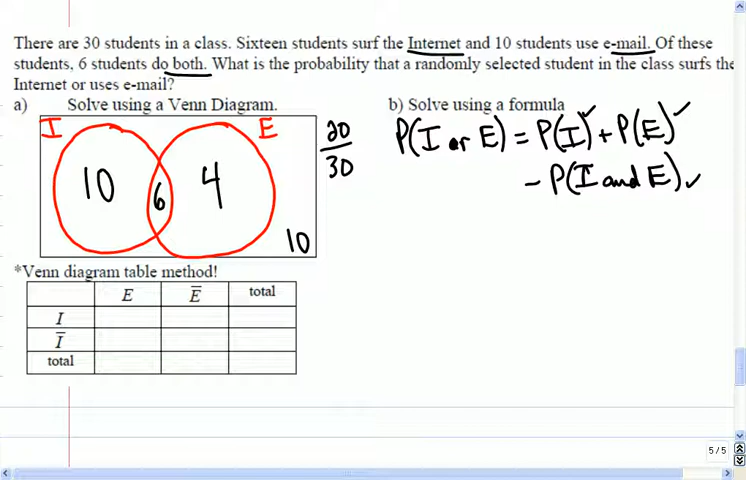 There are 30 students in a class. Sixteen students surf the Internet and 10 students use e-mail. Of these
students, 6 students do both. What is the probability that a randomly selected student in the class surfs the
Internet or uses e-mail?
a) Solve using a Venn Diagram.
I E
10 6 4
10
20
30
b) Solve using a formula
P(I or E) = P(I) + P(E)
- P(I and E)
*Venn diagram table method!
E E̅ total
I
I̅
total
5 / 5